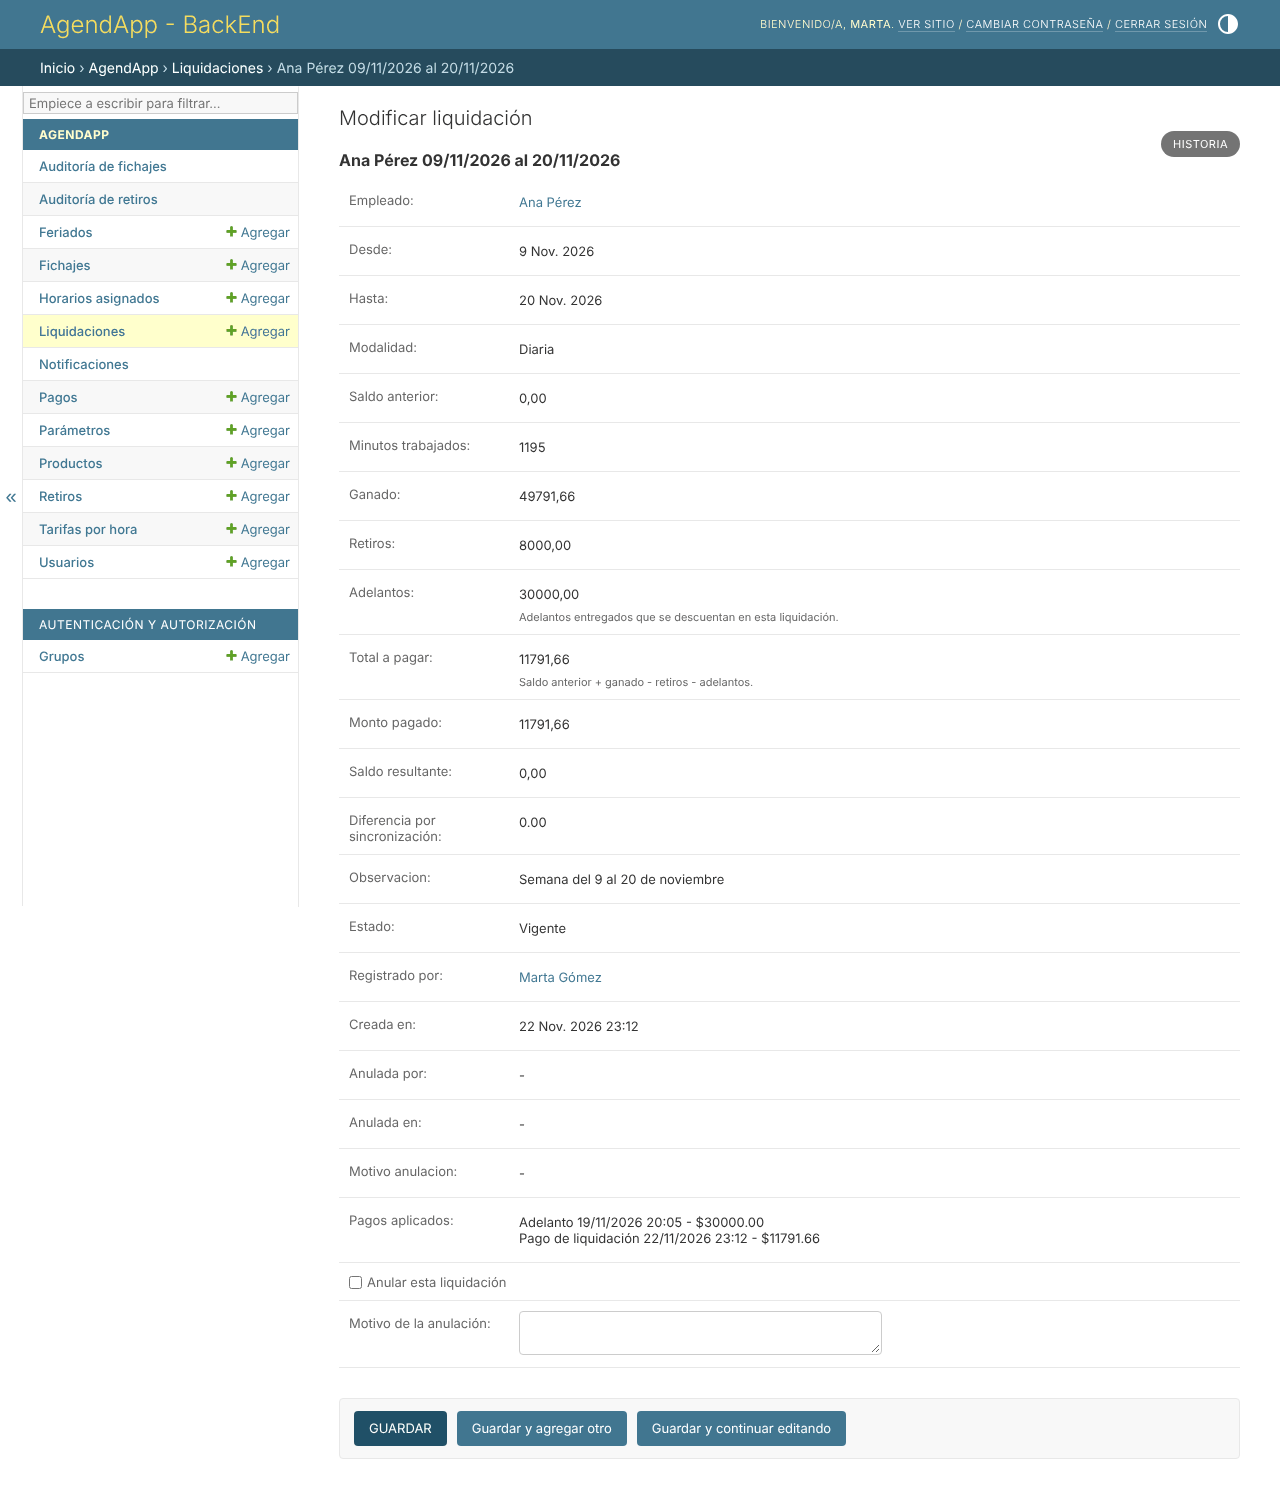 AgendApp - BackEnd
BIENVENIDO/A, MARTA. VER SITIO / CAMBIAR CONTRASEÑA / CERRAR SESIÓN
Inicio › AgendApp › Liquidaciones › Ana Pérez 09/11/2026 al 20/11/2026
Empiece a escribir para filtrar...
AGENDAPP
Auditoría de fichajes
Auditoría de retiros
Feriados Agregar
Fichajes Agregar
Horarios asignados Agregar
Liquidaciones Agregar
Notificaciones
Pagos Agregar
Parámetros Agregar
Productos Agregar
«
Retiros Agregar
Tarifas por hora Agregar
Usuarios Agregar
AUTENTICACIÓN Y AUTORIZACIÓN
Grupos Agregar
Modificar liquidación
HISTORIA
Ana Pérez 09/11/2026 al 20/11/2026
Empleado: Ana Pérez
Desde: 9 Nov. 2026
Hasta: 20 Nov. 2026
Modalidad: Diaria
Saldo anterior: 0,00
Minutos trabajados: 1195
Ganado: 49791,66
Retiros: 8000,00
Adelantos: 30000,00
Adelantos entregados que se descuentan en esta liquidación.
Total a pagar: 11791,66
Saldo anterior + ganado - retiros - adelantos.
Monto pagado: 11791,66
Saldo resultante: 0,00
Diferencia por
sincronización: 0.00
Observacion: Semana del 9 al 20 de noviembre
Estado: Vigente
Registrado por: Marta Gómez
Creada en: 22 Nov. 2026 23:12
Anulada por: -
Anulada en: -
Motivo anulacion: -
Pagos aplicados: Adelanto 19/11/2026 20:05 - $30000.00
Pago de liquidación 22/11/2026 23:12 - $11791.66
Anular esta liquidación
Motivo de la anulación:
GUARDAR Guardar y agregar otro Guardar y continuar editando